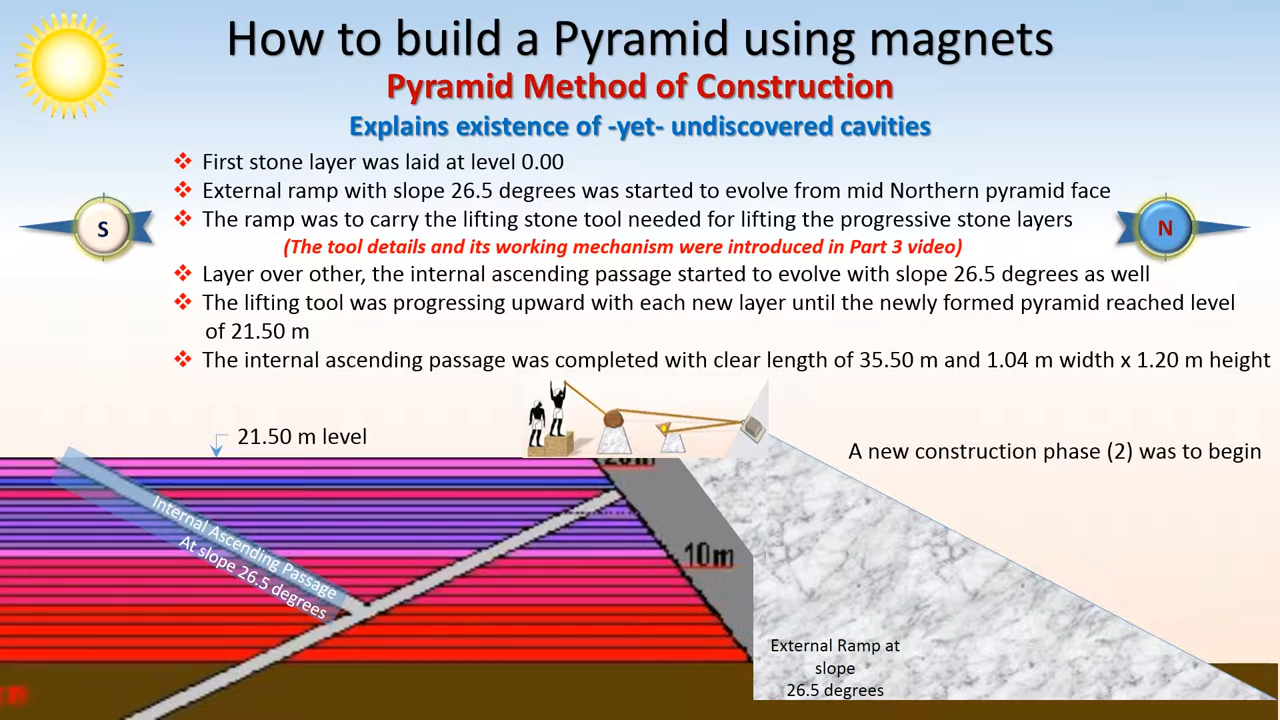 How to build a Pyramid using magnets
Pyramid Method of Construction
Explains existence of -yet- undiscovered cavities
❖ First stone layer was laid at level 0.00
❖ External ramp with slope 26.5 degrees was started to evolve from mid Northern pyramid face
❖ The ramp was to carry the lifting stone tool needed for lifting the progressive stone layers
(The tool details and its working mechanism were introduced in Part 3 video)
❖ Layer over other, the internal ascending passage started to evolve with slope 26.5 degrees as well
❖ The lifting tool was progressing upward with each new layer until the newly formed pyramid reached level
of 21.50 m
❖ The internal ascending passage was completed with clear length of 35.50 m and 1.04 m width x 1.20 m height
S
N
21.50 m level
A new construction phase (2) was to begin
20m
Internal Ascending Passage
At slope 26.5 degrees
10m
External Ramp at
slope
26.5 degrees